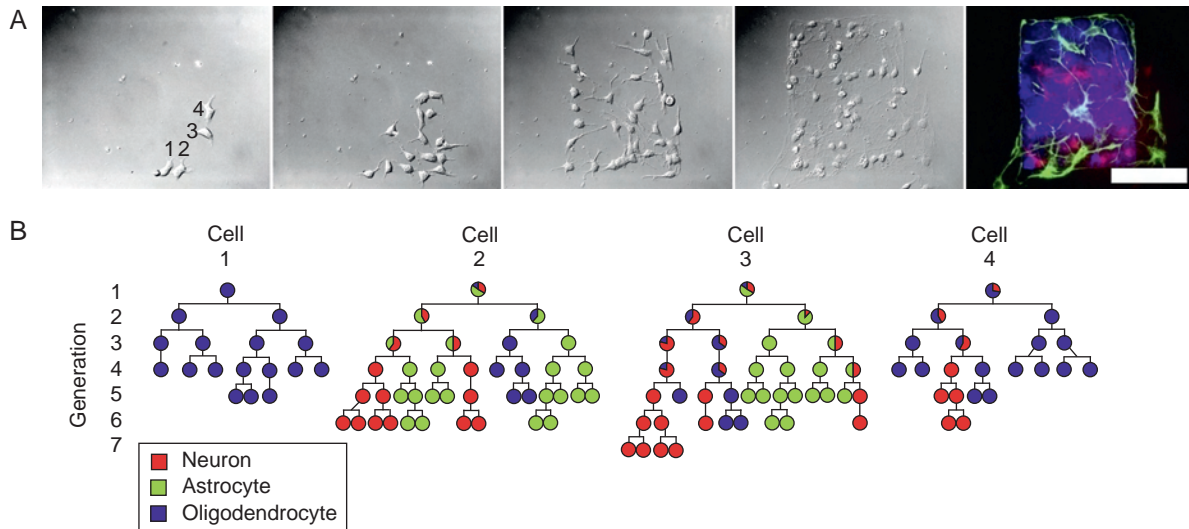 A
4
3
1 2
B
Cell
1
Cell
2
Cell
3
Cell
4
Generation
1
2
3
4
5
6
7
Neuron
Astrocyte
Oligodendrocyte